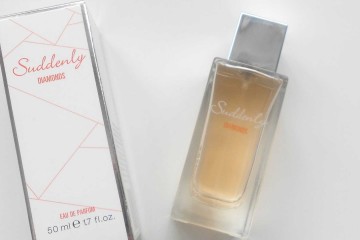 Suddenly
DIAMONDS
EAU DE PARFUM
50 ml e 1.7 fl.oz.
Suddenly
DIAMONDS